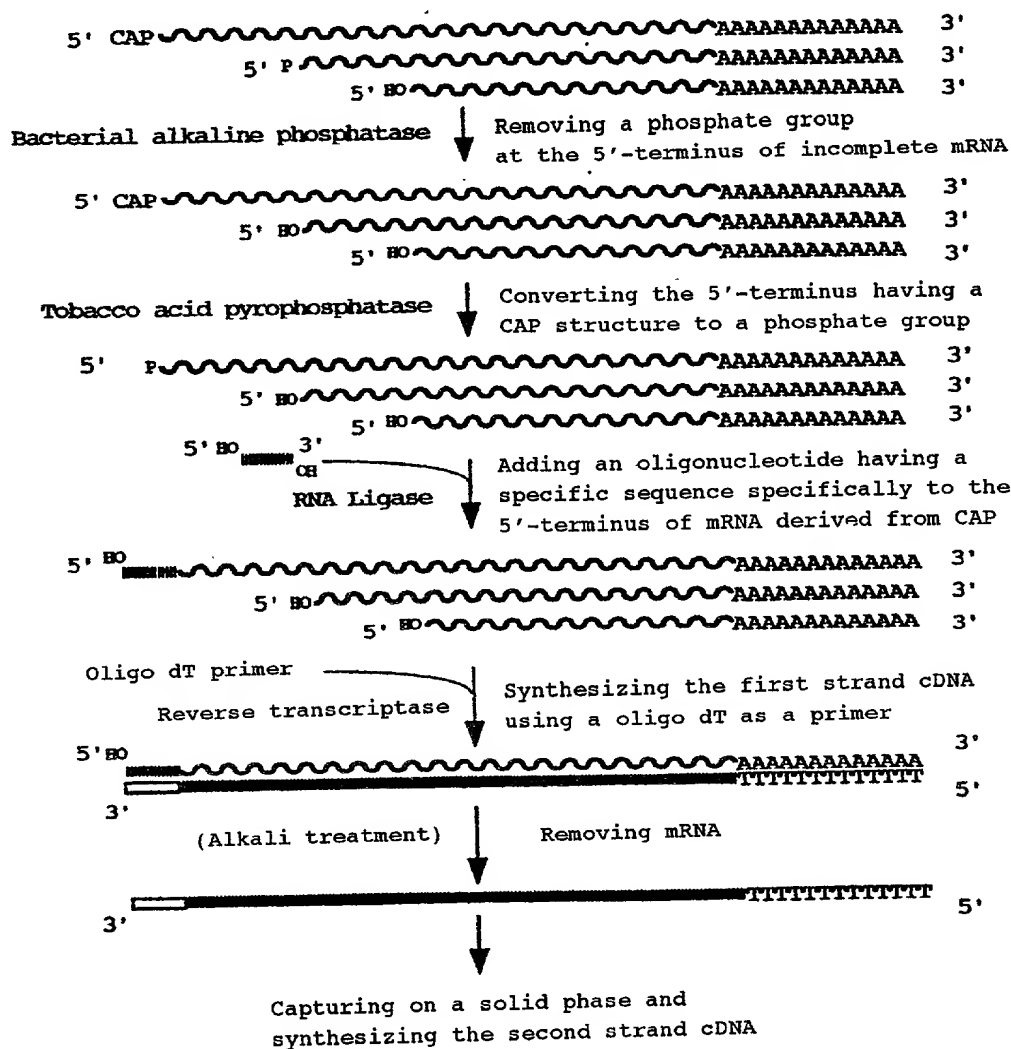 5' CAP AAAAAAAAAAAAA 3'
5' P AAAAAAAAAAAAA 3'
5' HO AAAAAAAAAAAAA 3'
Bacterial alkaline phosphatase
Removing a phosphate group
at the 5'-terminus of incomplete mRNA
5' CAP AAAAAAAAAAAAA 3'
5' HO AAAAAAAAAAAAA 3'
5' HO AAAAAAAAAAAAA 3'
Tobacco acid pyrophosphatase
Converting the 5'-terminus having a
CAP structure to a phosphate group
5' P AAAAAAAAAAAAA 3'
5' HO AAAAAAAAAAAAA 3'
5' HO AAAAAAAAAAAAA 3'
5' HO 3'
OH
RNA Ligase
Adding an oligonucleotide having a
specific sequence specifically to the
5'-terminus of mRNA derived from CAP
5' HO AAAAAAAAAAAAA 3'
5' HO AAAAAAAAAAAAA 3'
5' HO AAAAAAAAAAAAA 3'
Oligo dT primer
Reverse transcriptase
Synthesizing the first strand cDNA
using a oligo dT as a primer
5' HO AAAAAAAAAAAAA 3'
3' TTTTTTTTTTTTT 5'
(Alkali treatment)
Removing mRNA
3' TTTTTTTTTTTTT 5'
Capturing on a solid phase and
synthesizing the second strand cDNA